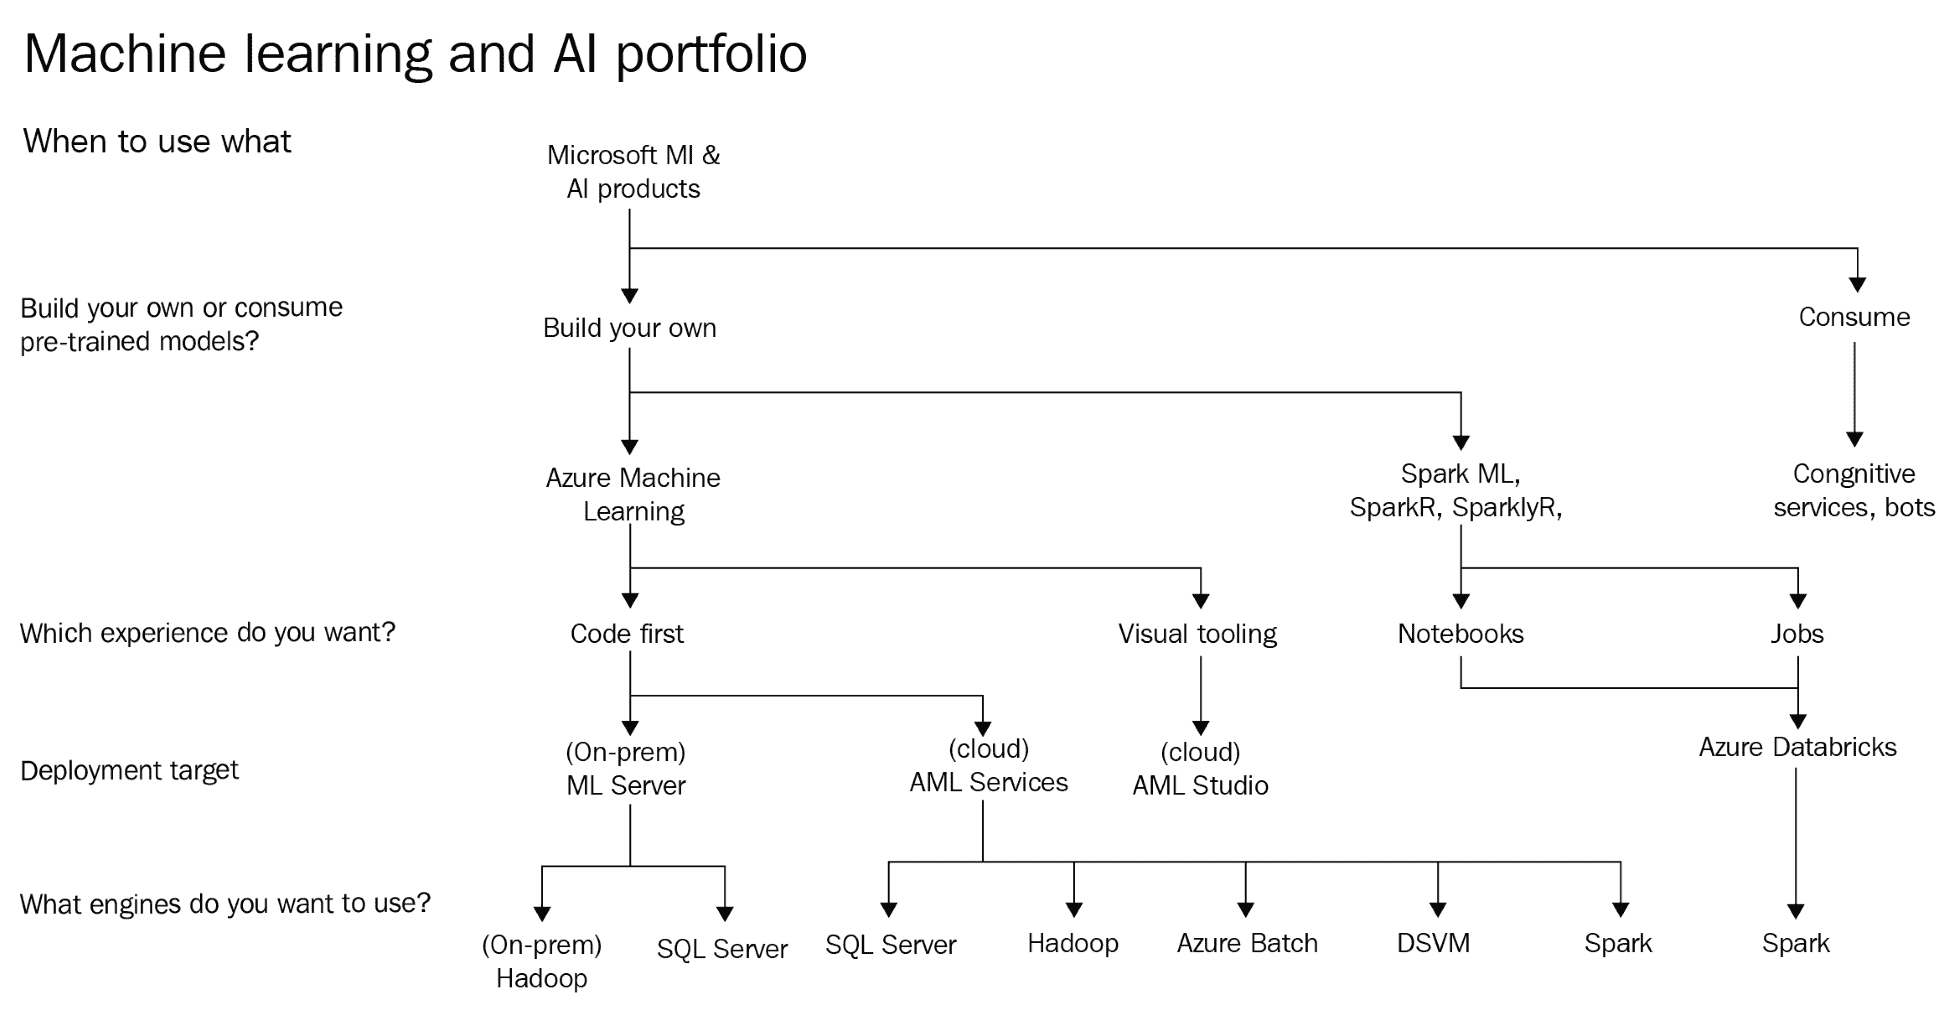 Machine learning and AI portfolio
When to use what
Microsoft MI &
AI products
Build your own or consume
pre-trained models?
Build your own
Consume
Azure Machine
Learning
Spark ML,
SparkR, SparklyR,
Congnitive
services, bots
Which experience do you want?
Code first
Visual tooling
Notebooks
Jobs
Deployment target
(On-prem)
ML Server
(cloud)
AML Services
(cloud)
AML Studio
Azure Databricks
What engines do you want to use?
(On-prem)
Hadoop
SQL Server
SQL Server
Hadoop
Azure Batch
DSVM
Spark
Spark